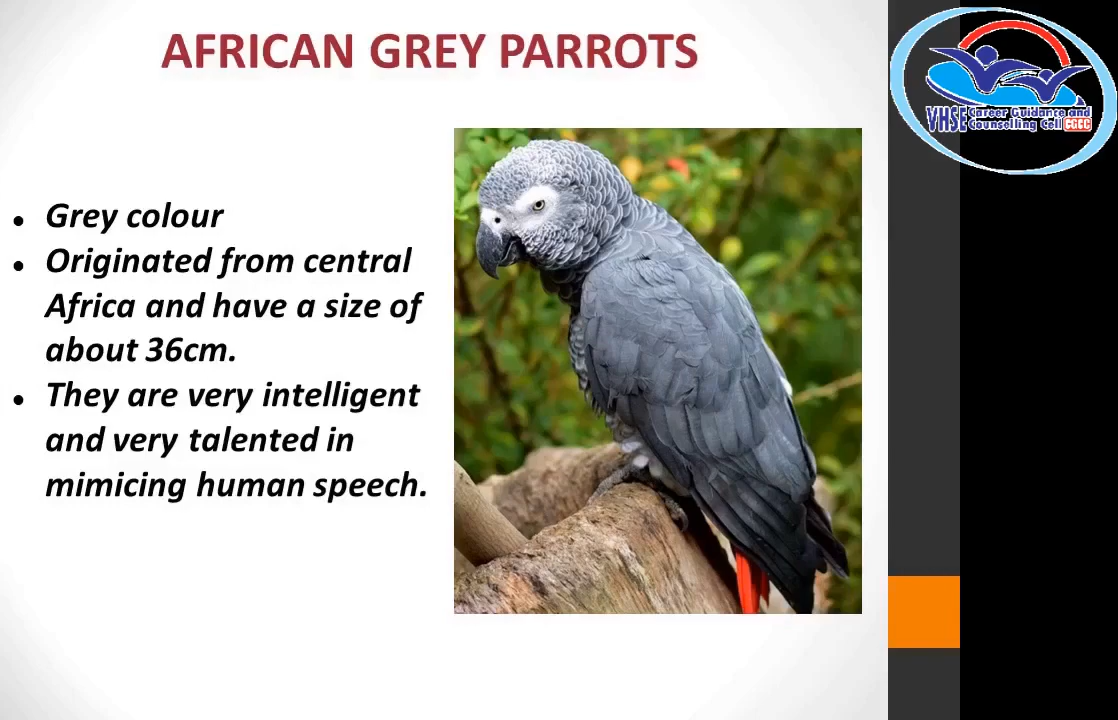 AFRICAN GREY PARROTS
VHSE Career Guidance and
Counselling Cell CGCC
● Grey colour
● Originated from central
Africa and have a size of
about 36cm.
● They are very intelligent
and very talented in
mimicing human speech.